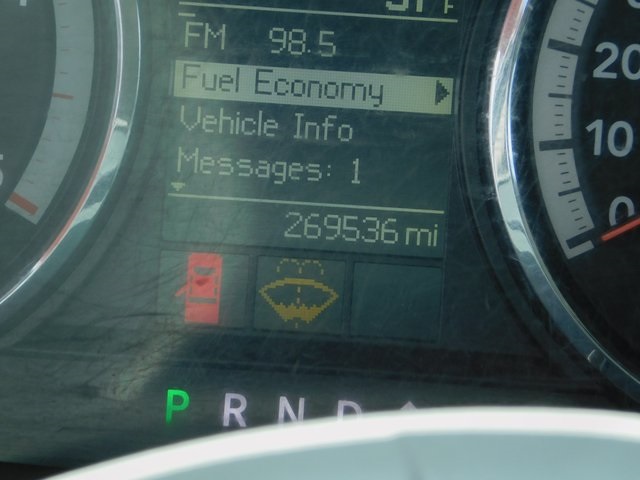 FM 98.5
Fuel Economy
Vehicle Info
Messages: 1
269536 mi
P R N D
20
10
0